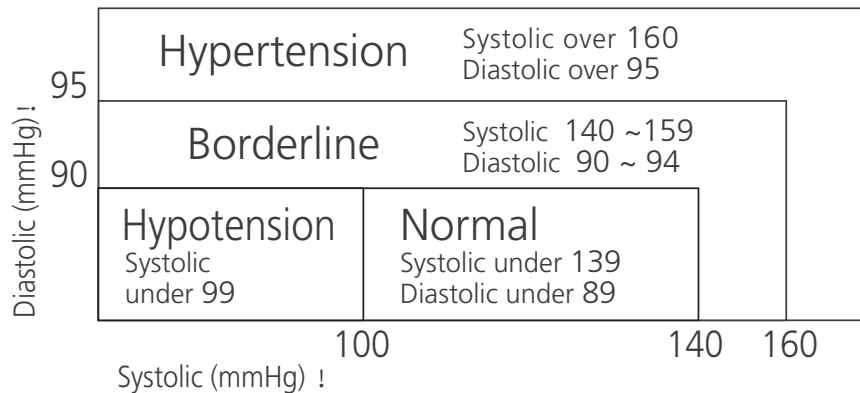 Hypertension
Systolic over 160
Diastolic over 95
95
Borderline
Systolic 140 ~159
Diastolic 90 ~ 94
90
Diastolic (mmHg) !
Hypotension
Systolic
under 99
Normal
Systolic under 139
Diastolic under 89
100
140
160
Systolic (mmHg) !